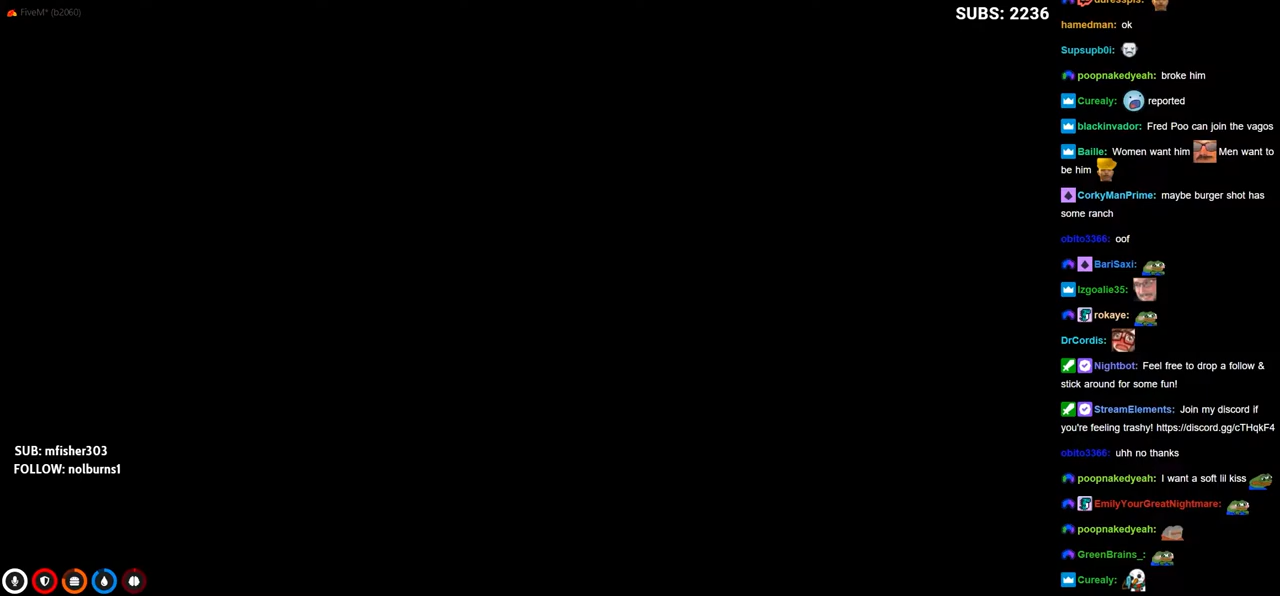 FiveM* (b2060)
SUBS: 2236
hamedman: ok
Supsupb0i:
poopnakedyeah: broke him
Curealy: reported
blackinvador: Fred Poo can join the vagos
Baille: Women want him Men want to
be him
CorkyManPrime: maybe burger shot has
some ranch
obito3366: oof
BariSaxi:
lzgoalie35:
rokaye:
DrCordis:
Nightbot: Feel free to drop a follow &
stick around for some fun!
StreamElements: Join my discord if
you're feeling trashy! https://discord.gg/cTHqkF4
obito3366: uhh no thanks
poopnakedyeah: I want a soft lil kiss
EmilyYourGreatNightmare:
poopnakedyeah:
GreenBrains_:
Curealy:
SUB: mfisher303
FOLLOW: nolburns1